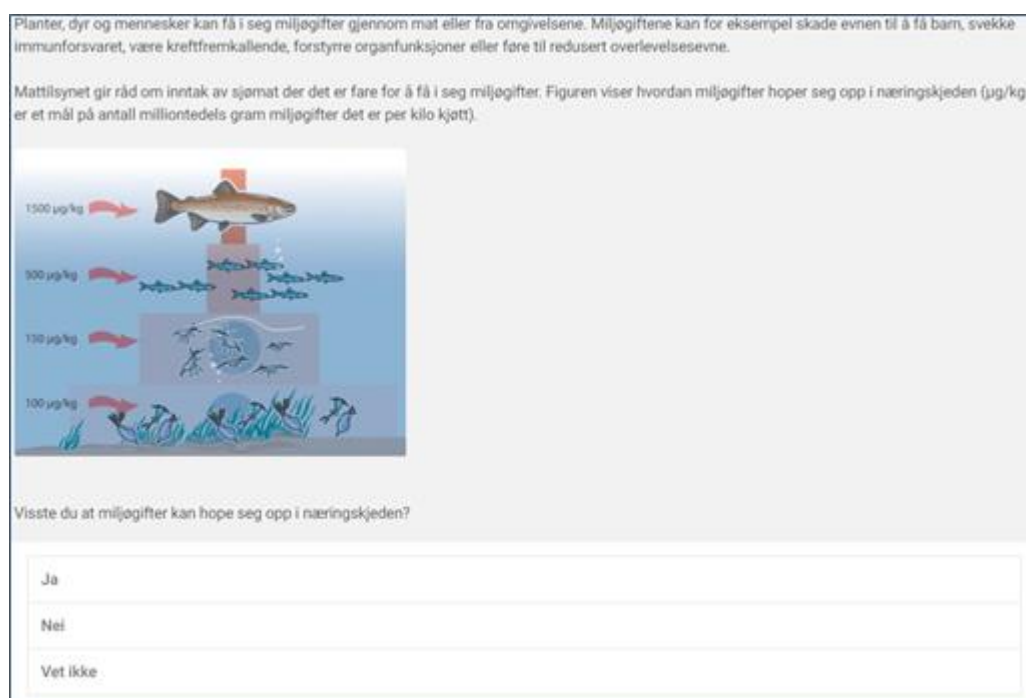 Planter, dyr og mennesker kan få i seg miljøgifter gjennom mat eller fra omgivelsene. Miljøgiftene kan for eksempel skade evnen til å få barn, svekke
immunforsvaret, være kreftfremkallende, forstyrre organfunksjoner eller føre til redusert overlevelsesevne.
Mattilsynet gir råd om inntak av sjømat der det er fare for å få i seg miljøgifter. Figuren viser hvordan miljøgifter hoper seg opp i næringskjeden (µg/kg
er et mål på antall milliontedels gram miljøgifter det er per kilo kjøtt).
1500 µg/kg
500 µg/kg
150 µg/kg
100 µg/kg
Visste du at miljøgifter kan hope seg opp i næringskjeden?
Ja
Nei
Vet ikke